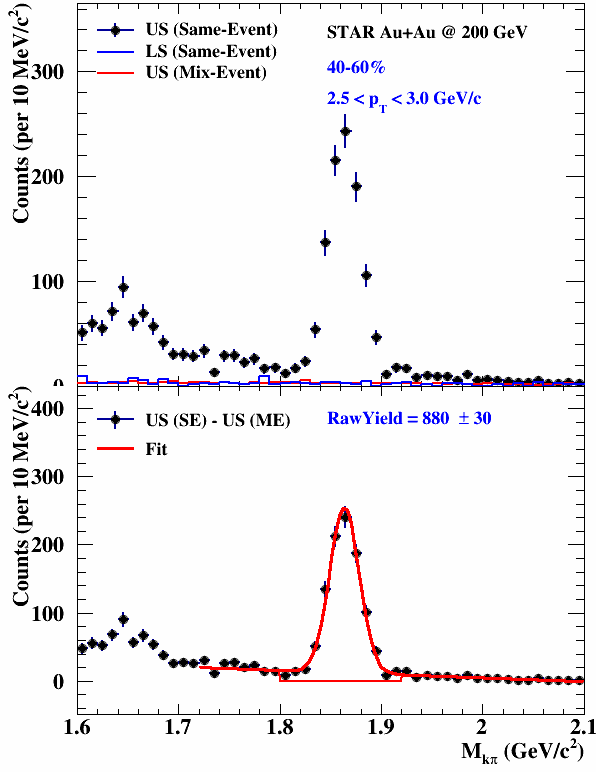 Counts (per 10 MeV/c²)
300
200
100
0
US (Same-Event)
LS (Same-Event)
US (Mix-Event)
STAR Au+Au @ 200 GeV
40-60%
2.5 < p_T < 3.0 GeV/c
Counts (per 10 MeV/c²)
400
300
200
100
0
US (SE) - US (ME)
Fit
RawYield = 880 ± 30
1.6 1.7 1.8 1.9 2 2.1
M_kπ (GeV/c²)